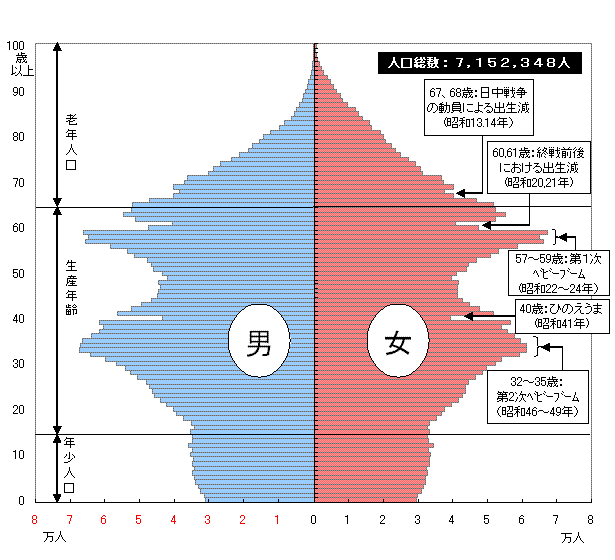 100
歳
以上
90
80
70
60
50
40
30
20
10
0
老年人口
生産年齢
年少人口
人口総数：7,152,348人
67、68歳：日中戦争
の動員による出生減
(昭和13.14年)
60,61歳：終戦前後
における出生減
(昭和20,21年)
57～59歳：第1次
ベビーブーム
(昭和22～24年)
40歳：ひのえうま
(昭和41年)
32～35歳：
第2次ベビーブーム
(昭和46～49年)
男
女
8 7 6 5 4 3 2 1 0 0 1 2 3 4 5 6 7 8
万人
万人